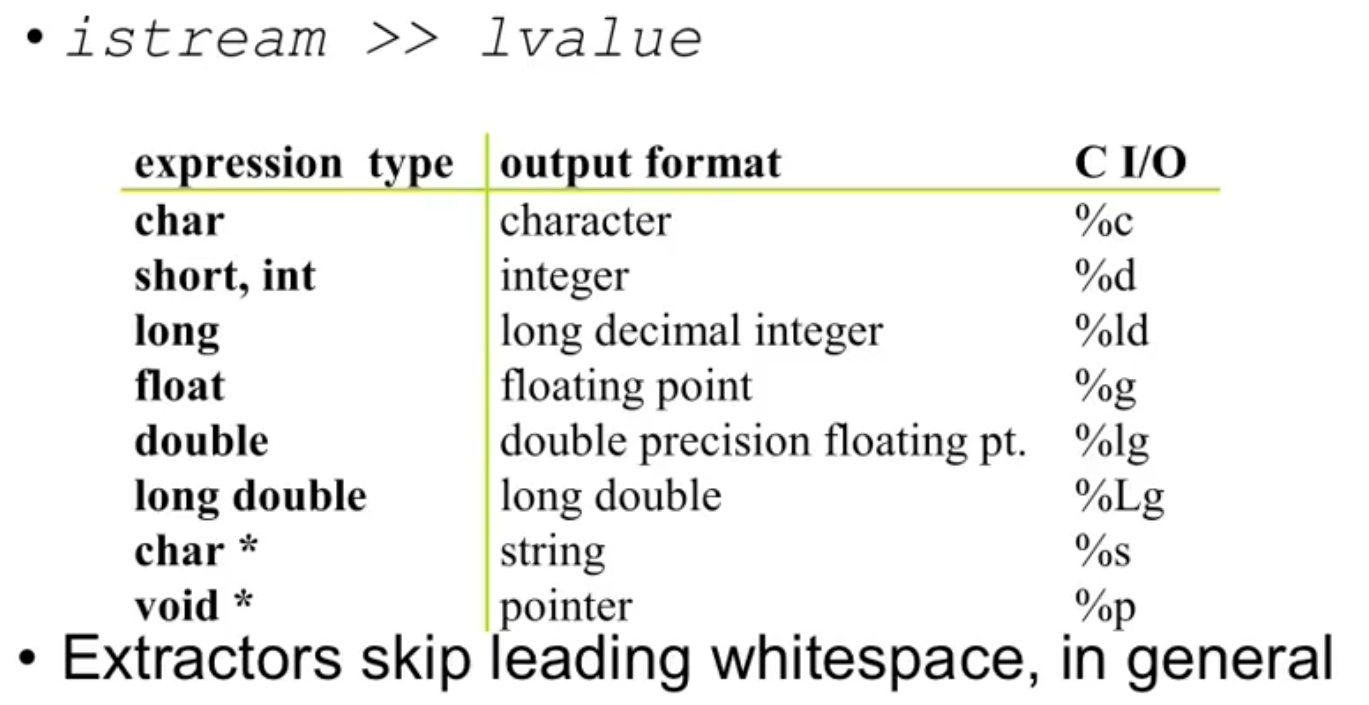 • istream >> lvalue
expression type output format C I/O
char character %c
short, int integer %d
long long decimal integer %ld
float floating point %g
double double precision floating pt. %lg
long double long double %Lg
char * string %s
void * pointer %p
• Extractors skip leading whitespace, in general